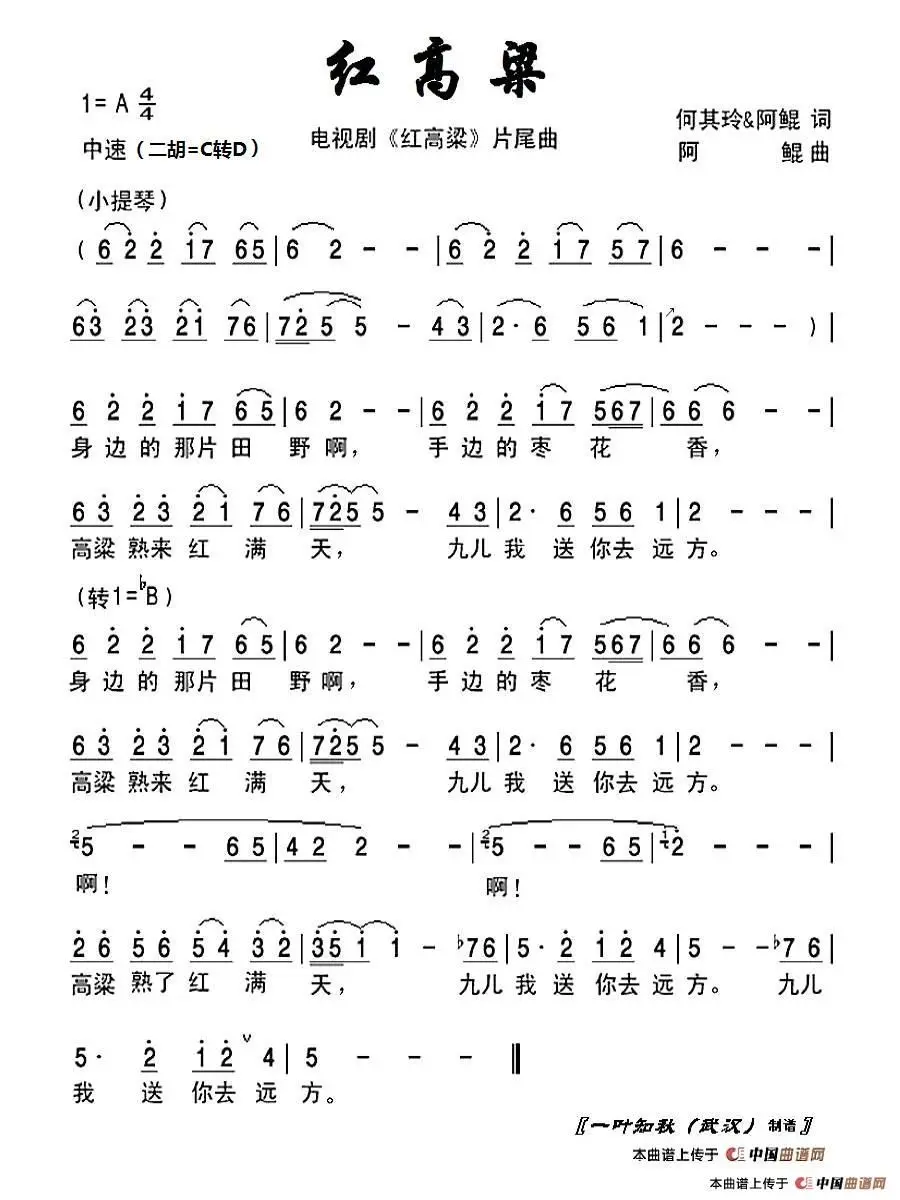 红高粱
1= A 4/4
何其玲&阿鲲 词
中速（二胡=C转D）
电视剧《红高粱》片尾曲
阿 鲲 曲
（小提琴）
( 6 2̇ 2̇ 1̇ 7 6 5 | 6 2 - - | 6 2̇ 2̇ 1̇ 7 5 7 | 6 - - - |
6 3̇ 2̇ 3̇ 2̇ 1̇ 7 6 | 7 2̇ 5 5 - 4 3 | 2· 6 5 6 1 | 2 - - - ) |
6 2̇ 2̇ 1̇ 7 6 5 | 6 2 - - | 6 2̇ 2̇ 1̇ 7 5 6 7 | 6 6 6 - - |
身 边 的 那 片 田 野 啊， 手 边 的 枣 花 香，
6 3̇ 2̇ 3̇ 2̇ 1̇ 7 6 | 7 2̇ 5 5 - 4 3 | 2· 6 5 6 1 | 2 - - - |
高粱 熟来 红 满 天， 九儿 我 送 你去 远 方。
（转1=♭B）
6 2̇ 2̇ 1̇ 7 6 5 | 6 2 - - | 6 2̇ 2̇ 1̇ 7 5 6 7 | 6 6 6 - - |
身 边 的 那 片 田 野 啊， 手 边 的 枣 花 香，
6 3̇ 2̇ 3̇ 2̇ 1̇ 7 6 | 7 2̇ 5 5 - 4 3 | 2· 6 5 6 1 | 2 - - - |
高粱 熟来 红 满 天， 九儿 我 送 你去 远 方。
2 5 - - 6 5 | 4 2 2 - - | 2 5 - - 6 5 | 1 2̇ - - - |
啊！ 啊！
2̇ 6̇ 5̇ 6̇ 5̇ 4̇ 3̇ 2̇ | 3̇ 5̇ 1̇ 1̇ - ♭7 6 | 5· 2̇ 1̇ 2̇ 4 | 5 - - ♭7 6 |
高粱 熟了 红 满 天， 九儿 我 送 你去 远 方。 九儿
5· 2̇ 1̇ 2̇ ∨ 4 | 5 - - - ‖
我 送 你去 远 方。
〖一叶知秋（武汉）制谱〗
本曲谱上传于 中国曲谱网
本曲谱上传于 中国曲谱网